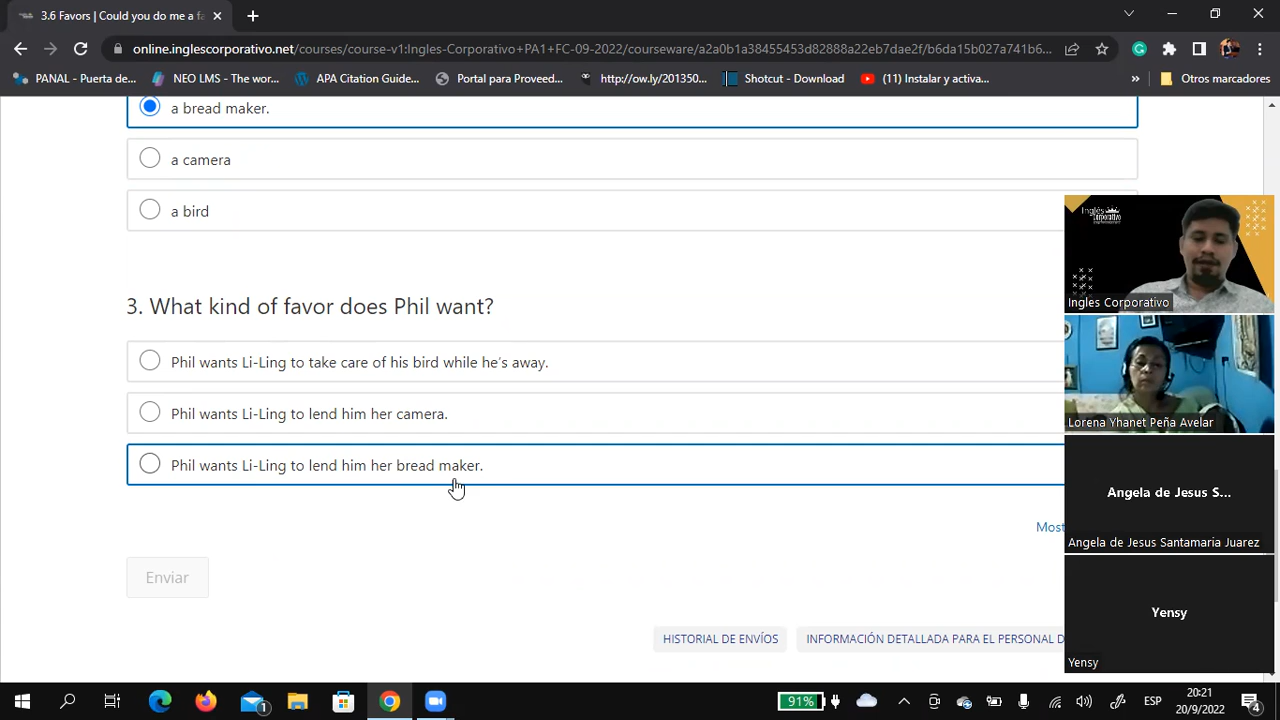 3.6 Favors | Could you do me a fa
online.inglescorporativo.net/courses/course-v1:Ingles-Corporativo+PA1+FC-09-2022/courseware/a2a0b1a38455453d82888a22eb7dae2f/b6da15b027a741b6...
PANAL - Puerta de...
NEO LMS - The wor...
APA Citation Guide...
Portal para Proveed...
http://ow.ly/201350...
Shotcut - Download
(11) Instalar y activa...
»
Otros marcadores
a bread maker.
a camera
a bird
3. What kind of favor does Phil want?
Phil wants Li-Ling to take care of his bird while he's away.
Phil wants Li-Ling to lend him her camera.
Phil wants Li-Ling to lend him her bread maker.
Most
Enviar
HISTORIAL DE ENVÍOS
INFORMACIÓN DETALLADA PARA EL PERSONAL D
Inglés
Corporativo
Ingles Corporativo
Lorena Yhanet Peña Avelar
Angela de Jesus S...
Angela de Jesus Santamaria Juarez
Yensy
Yensy
1
91%
ESP
20:21
20/9/2022
4